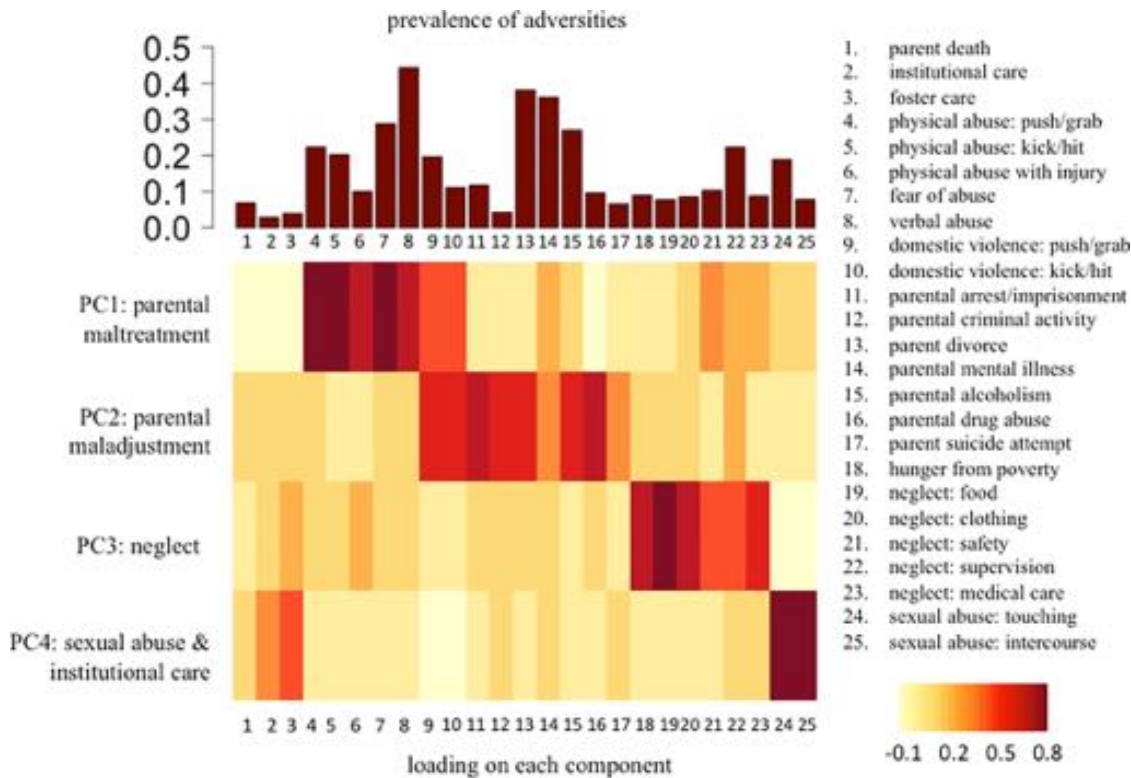 prevalence of adversities
0.5
0.4
0.3
0.2
0.1
0.0
1 2 3 4 5 6 7 8 9 10 11 12 13 14 15 16 17 18 19 20 21 22 23 24 25
PC1: parental
maltreatment
PC2: parental
maladjustment
PC3: neglect
PC4: sexual abuse &
institutional care
1 2 3 4 5 6 7 8 9 10 11 12 13 14 15 16 17 18 19 20 21 22 23 24 25
loading on each component
1. parent death
2. institutional care
3. foster care
4. physical abuse: push/grab
5. physical abuse: kick/hit
6. physical abuse with injury
7. fear of abuse
8. verbal abuse
9. domestic violence: push/grab
10. domestic violence: kick/hit
11. parental arrest/imprisonment
12. parental criminal activity
13. parent divorce
14. parental mental illness
15. parental alcoholism
16. parental drug abuse
17. parent suicide attempt
18. hunger from poverty
19. neglect: food
20. neglect: clothing
21. neglect: safety
22. neglect: supervision
23. neglect: medical care
24. sexual abuse: touching
25. sexual abuse: intercourse
-0.1 0.2 0.5 0.8